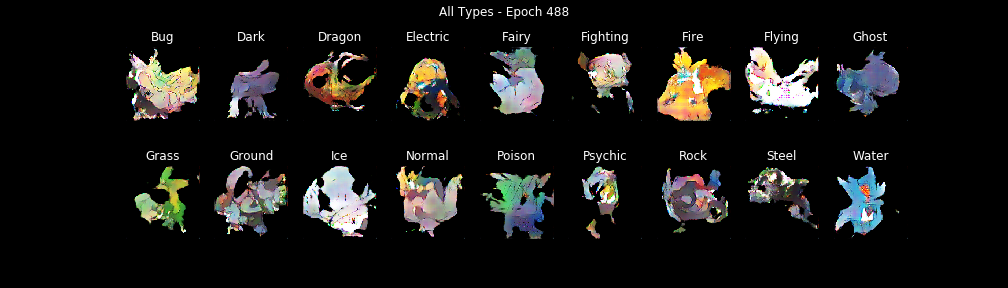 All Types - Epoch 488
Bug Dark Dragon Electric Fairy Fighting Fire Flying Ghost
Grass Ground Ice Normal Poison Psychic Rock Steel Water